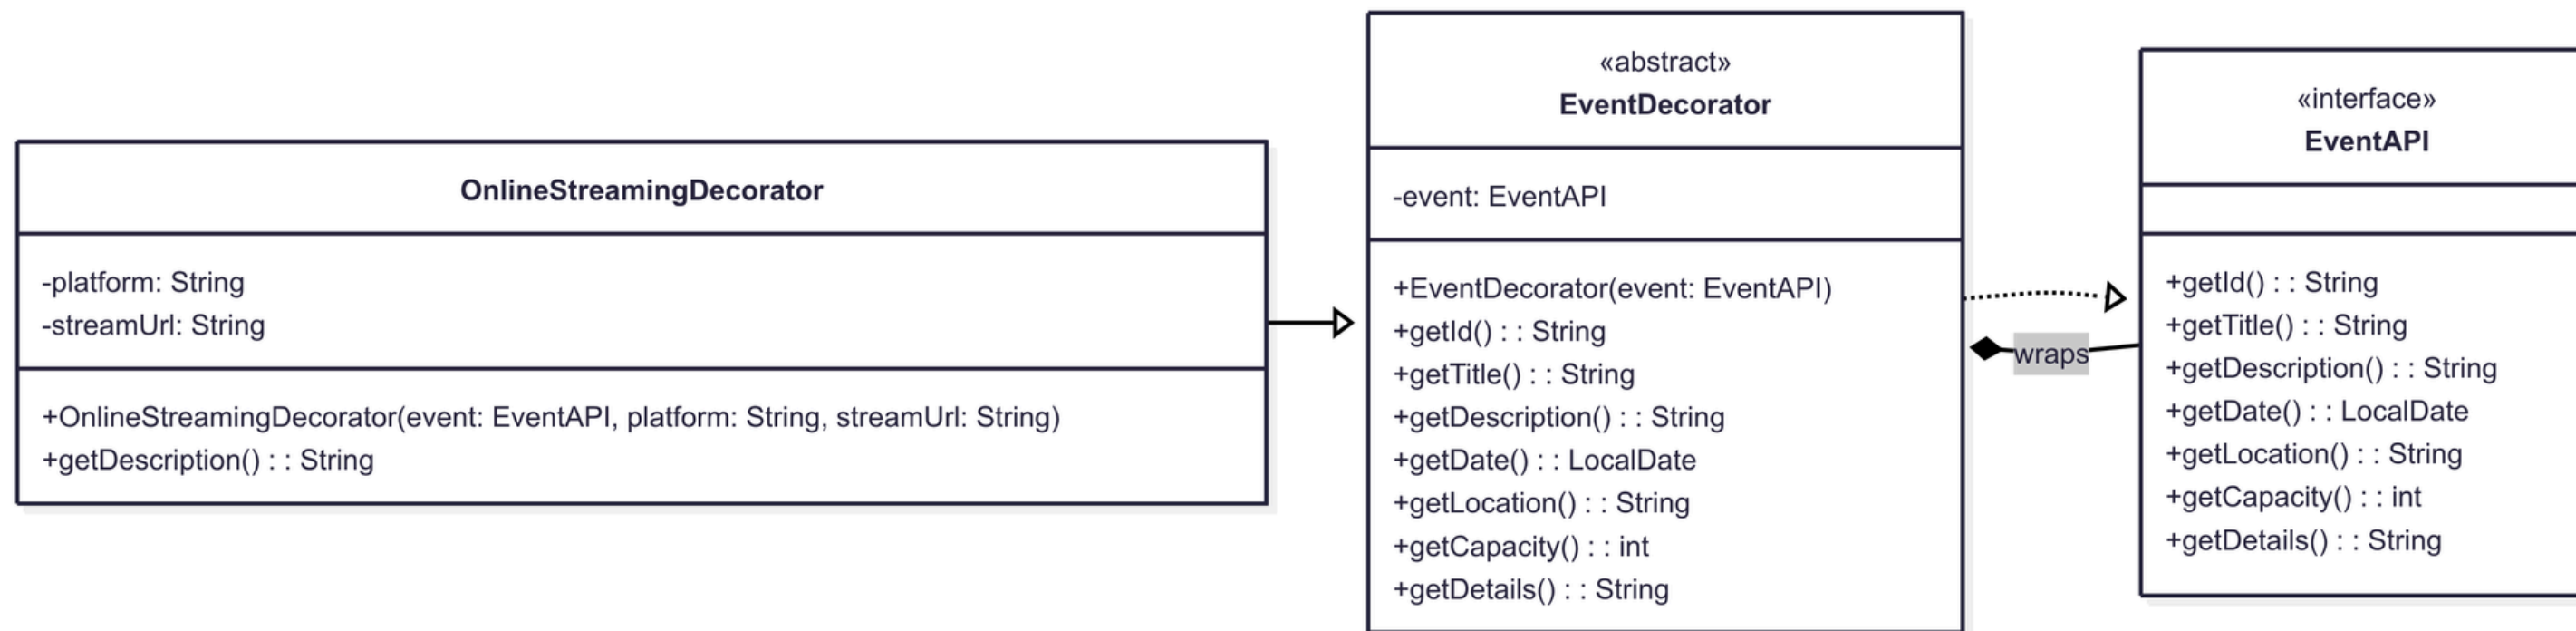 OnlineStreamingDecorator
-platform: String
-streamUrl: String
+OnlineStreamingDecorator(event: EventAPI, platform: String, streamUrl: String)
+getDescription() : : String
«abstract»
EventDecorator
-event: EventAPI
+EventDecorator(event: EventAPI)
+getId() : : String
+getTitle() : : String
+getDescription() : : String
+getDate() : : LocalDate
+getLocation() : : String
+getCapacity() : : int
+getDetails() : : String
wraps
«interface»
EventAPI
+getId() : : String
+getTitle() : : String
+getDescription() : : String
+getDate() : : LocalDate
+getLocation() : : String
+getCapacity() : : int
+getDetails() : : String